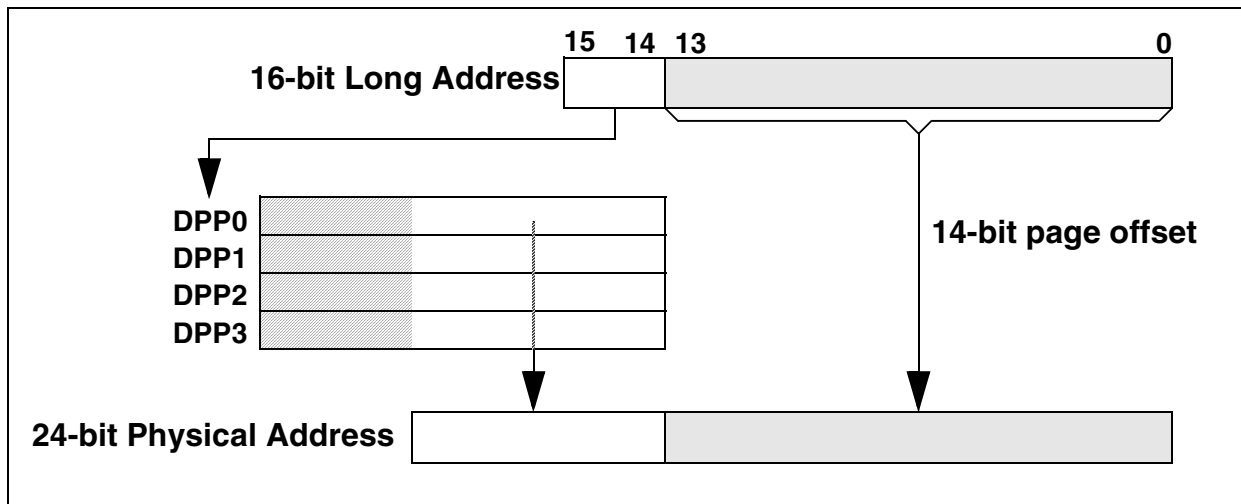 15 14 13 0
16-bit Long Address
DPP0
DPP1
DPP2
DPP3
14-bit page offset
24-bit Physical Address